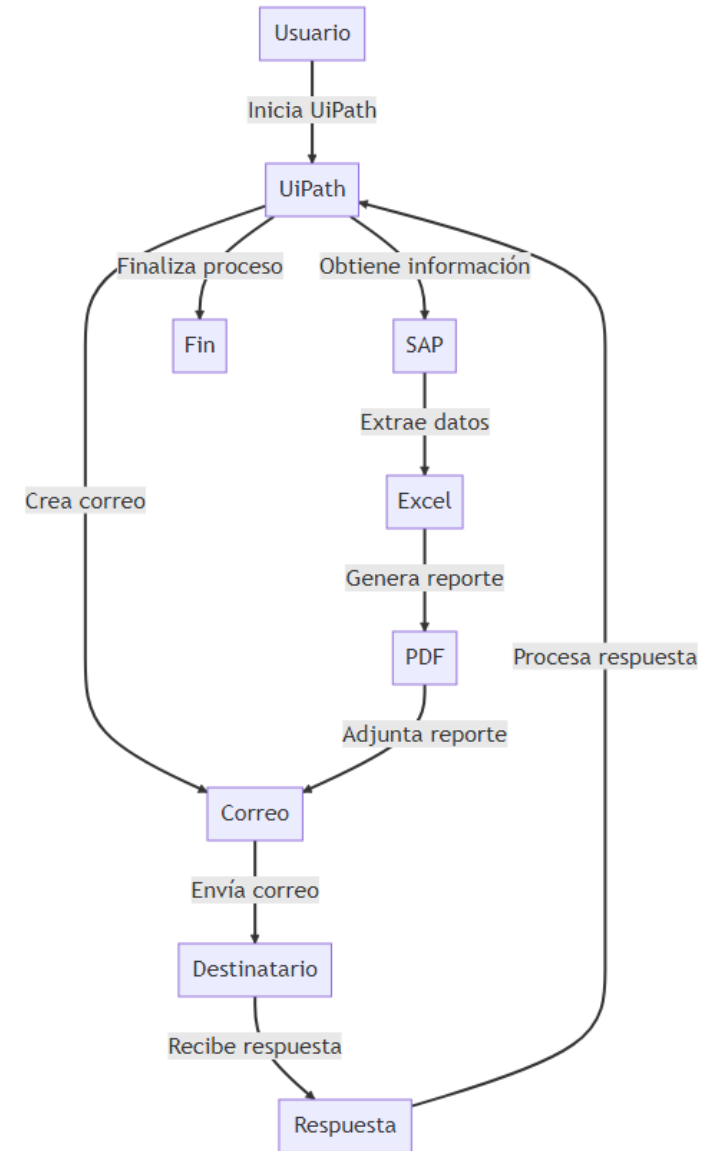 Usuario
Inicia UiPath
UiPath
Finaliza proceso
Obtiene información
Fin
SAP
Extrae datos
Crea correo
Excel
Genera reporte
PDF
Procesa respuesta
Adjunta reporte
Correo
Envía correo
Destinatario
Recibe respuesta
Respuesta